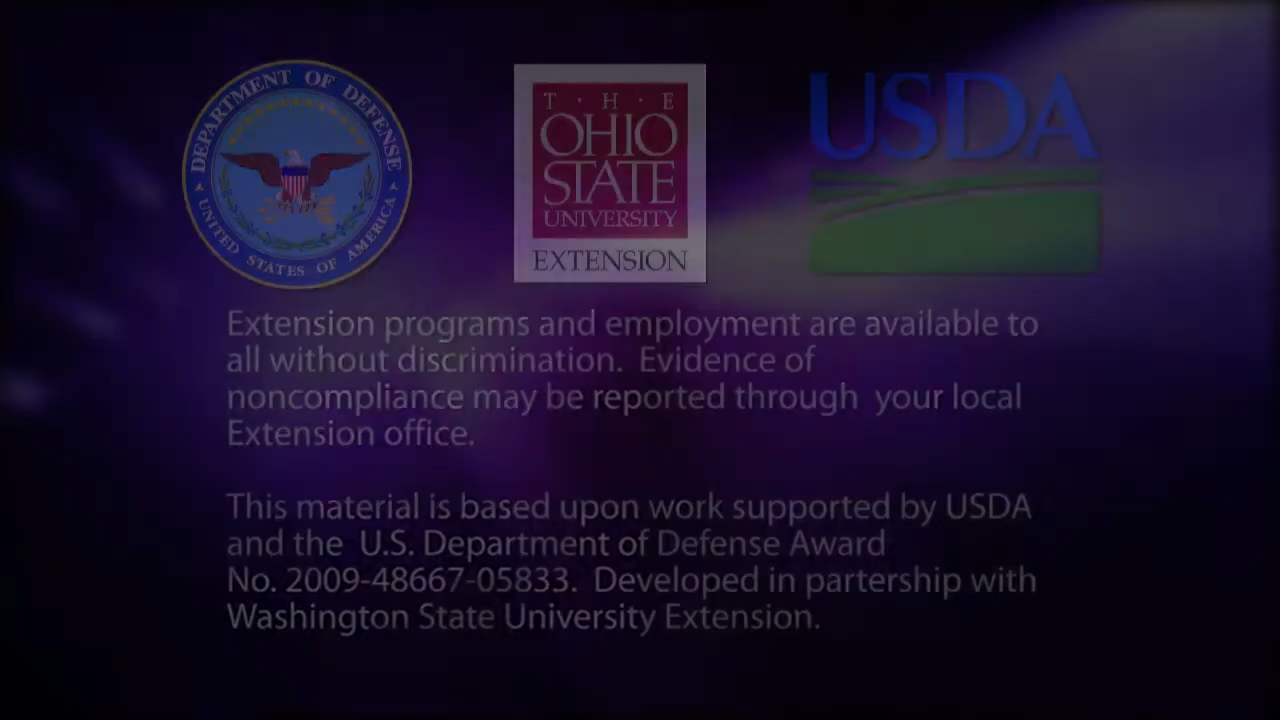 DEPARTMENT OF DEFENSE
UNITED STATES OF AMERICA
T · H · E
OHIO
STATE
UNIVERSITY
EXTENSION
USDA
Extension programs and employment are available to
all without discrimination.  Evidence of
noncompliance may be reported through  your local
Extension office.
This material is based upon work supported by USDA
and the  U.S. Department of Defense Award
No. 2009-48667-05833.  Developed in partership with
Washington State University Extension.